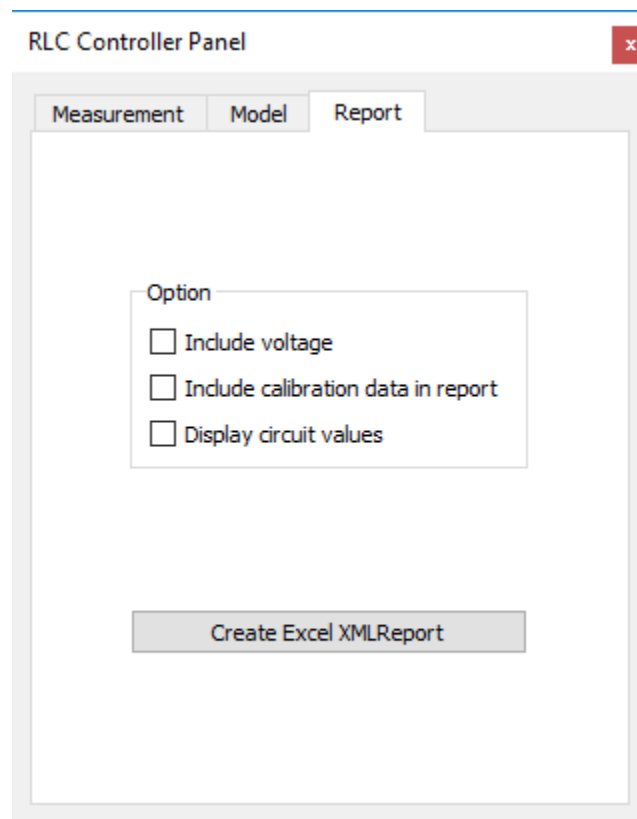 RLC Controller Panel
x
Measurement Model Report
Option
Include voltage
Include calibration data in report
Display circuit values
Create Excel XMLReport